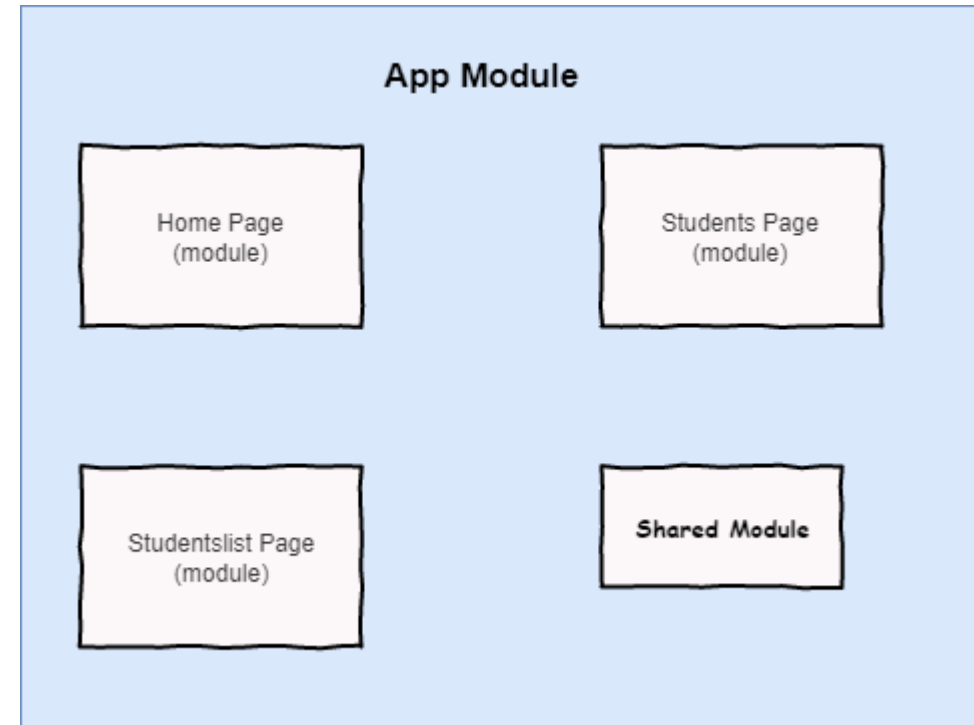 App Module
Home Page
(module)
Students Page
(module)
Studentslist Page
(module)
Shared Module